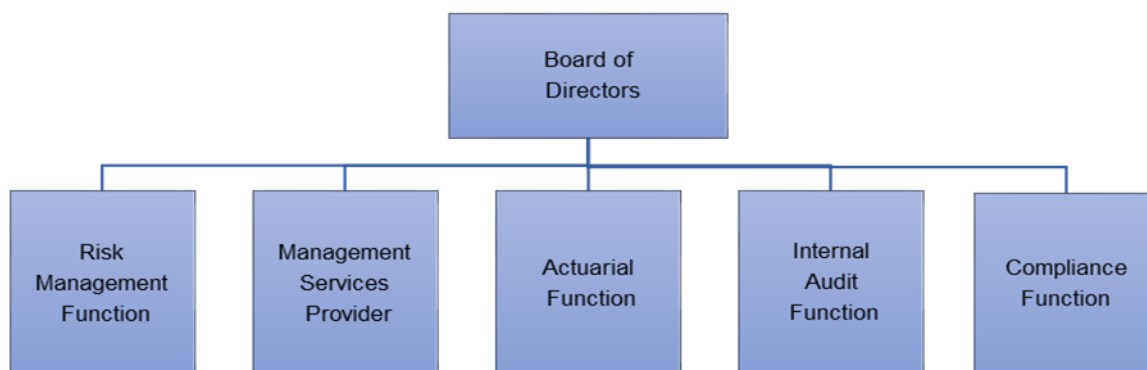 Board of
Directors
Risk
Management
Function
Management
Services
Provider
Actuarial
Function
Internal
Audit
Function
Compliance
Function